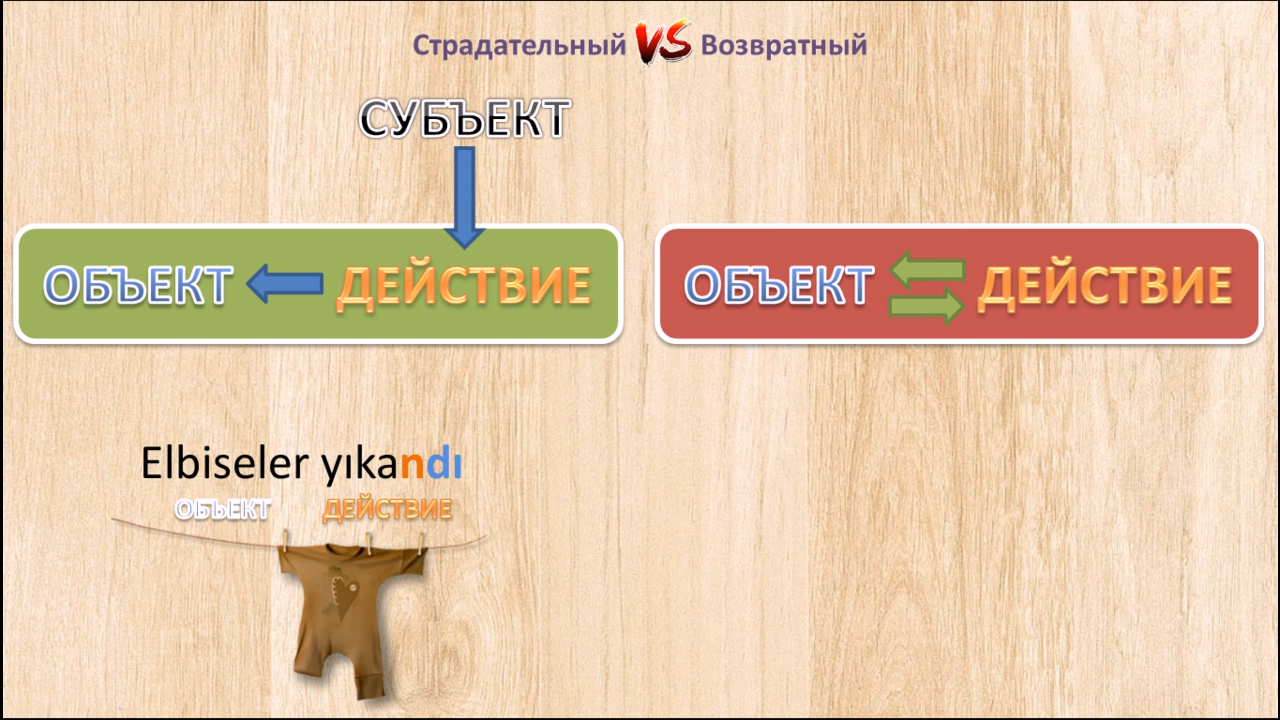 Страдательный VS Возвратный
СУБЪЕКТ
ОБЪЕКТ ДЕЙСТВИЕ
ОБЪЕКТ ДЕЙСТВИЕ
Elbiseler yıkandı
ОБЪЕКТ ДЕЙСТВИЕ